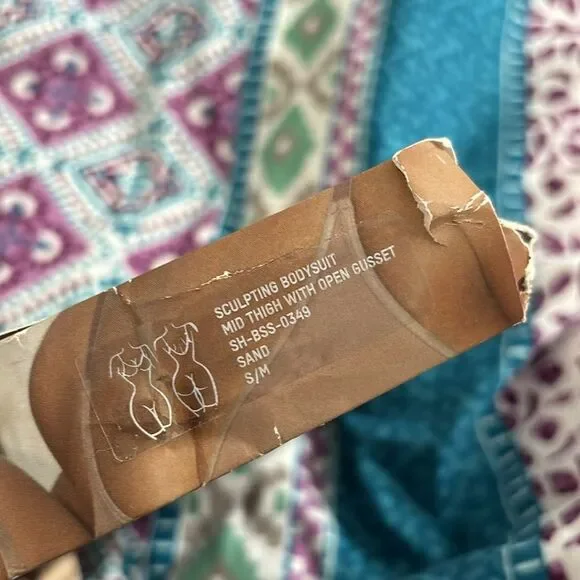 SCULPTING BODYSUIT
MID THIGH WITH OPEN GUSSET
SH-BSS-0349
SAND
S/M